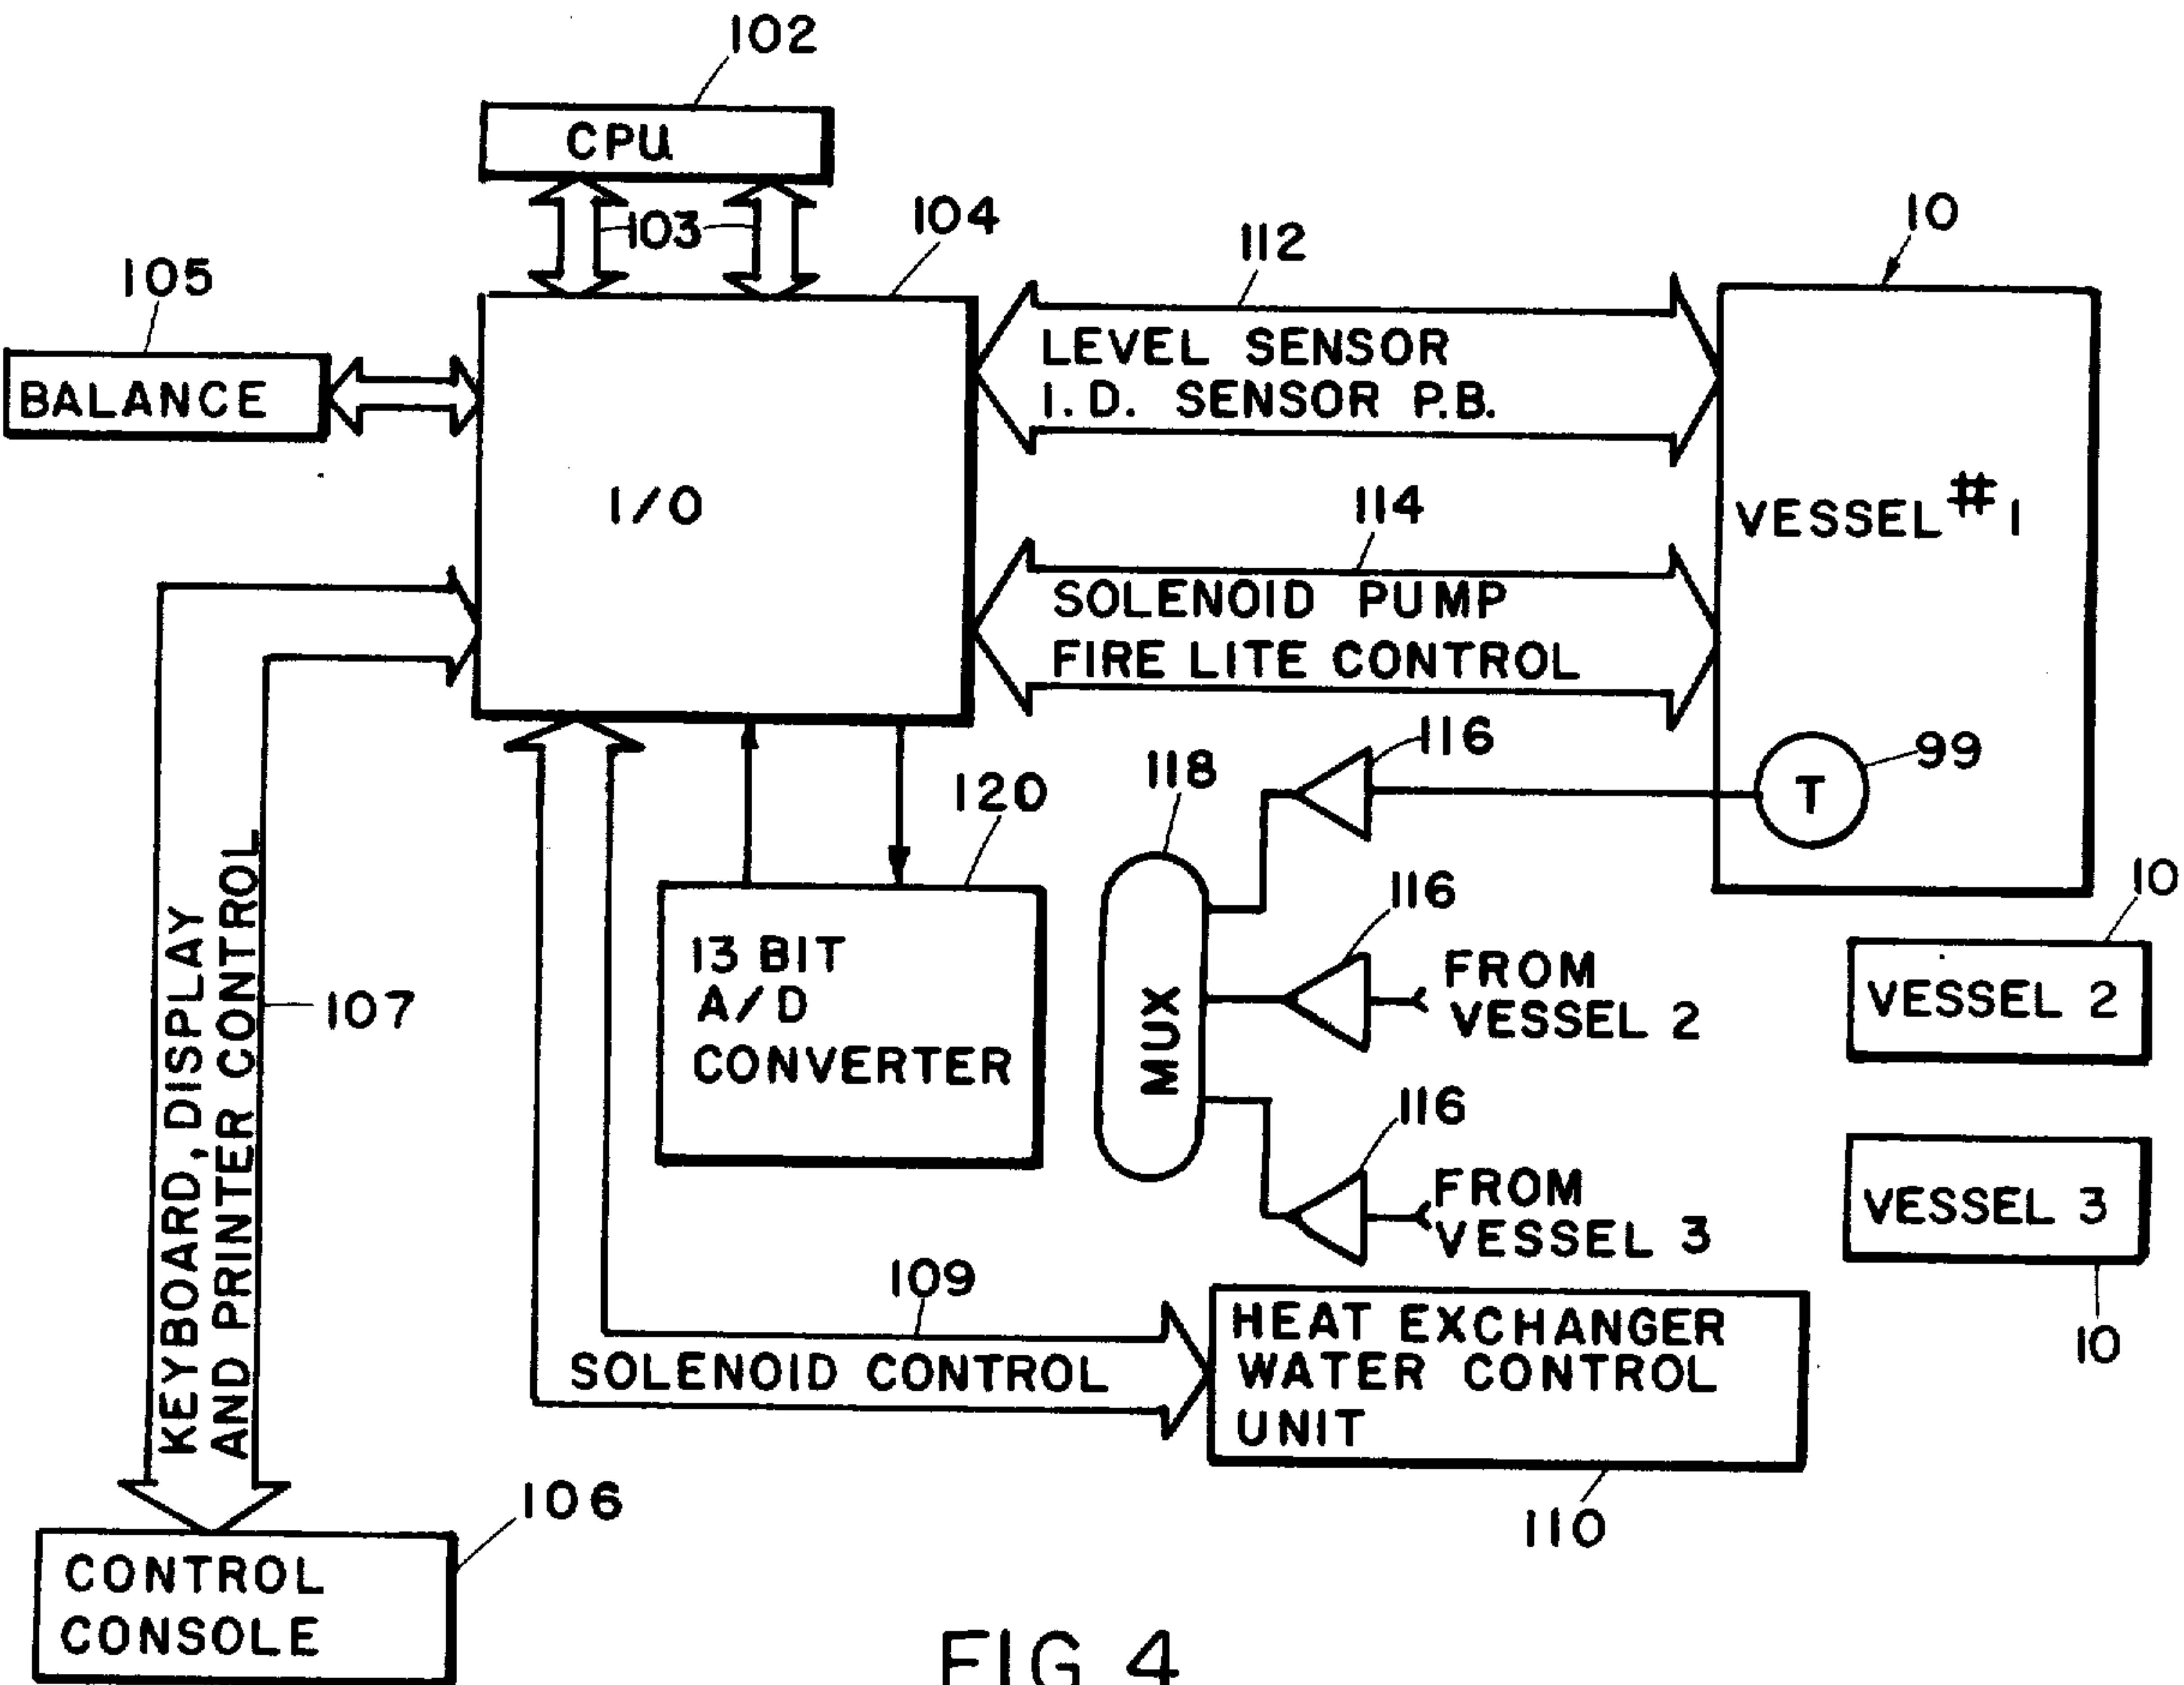 102
CPU
103
104
105
BALANCE
I/O
112
LEVEL SENSOR
I.D. SENSOR P.B.
10
VESSEL #1
114
SOLENOID PUMP
FIRE LITE CONTROL
116
99
T
118
120
13 BIT
A/D
CONVERTER
MUX
116
FROM
VESSEL 2
10
VESSEL 2
116
FROM
VESSEL 3
VESSEL 3
10
KEYBOARD, DISPLAY
AND PRINTER CONTROL
107
109
SOLENOID CONTROL
HEAT EXCHANGER
WATER CONTROL
UNIT
110
106
CONTROL
CONSOLE
FIG 4